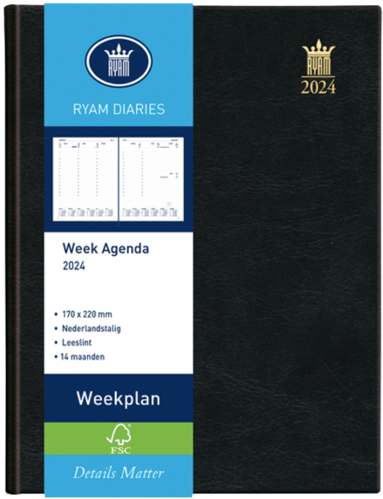 RYAM
RYAM DIARIES
Week Agenda
2024
• 170 x 220 mm
• Nederlandstalig
• Leeslint
• 14 maanden
Weekplan
FSC
Details Matter
RYAM
2024